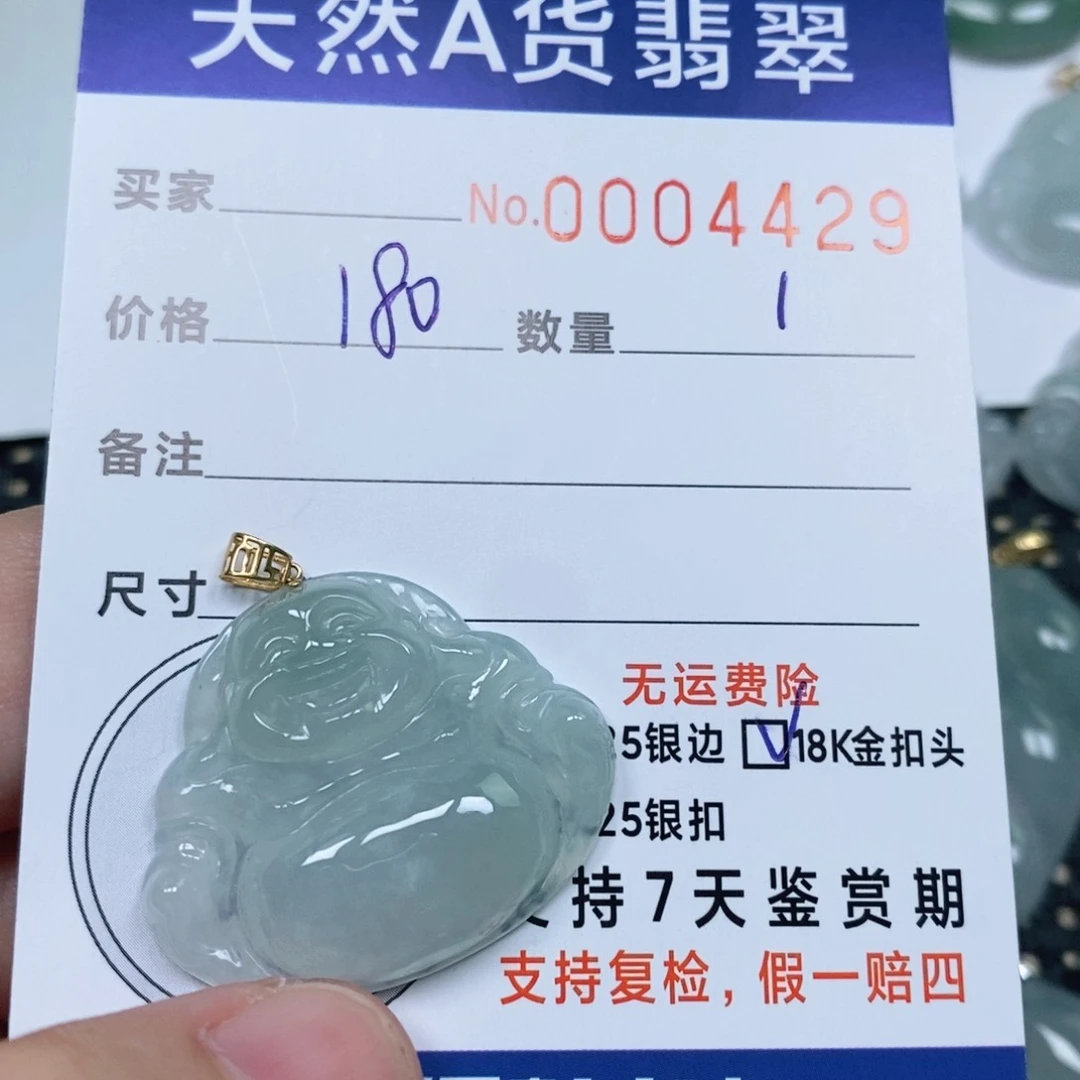 天然A货翡翠
买家 No.0004429
价格 180 数量 1
备注
尺寸
无运费险
25银边 18K金扣头
25银扣
持7天鉴赏期
支持复检，假一赔四